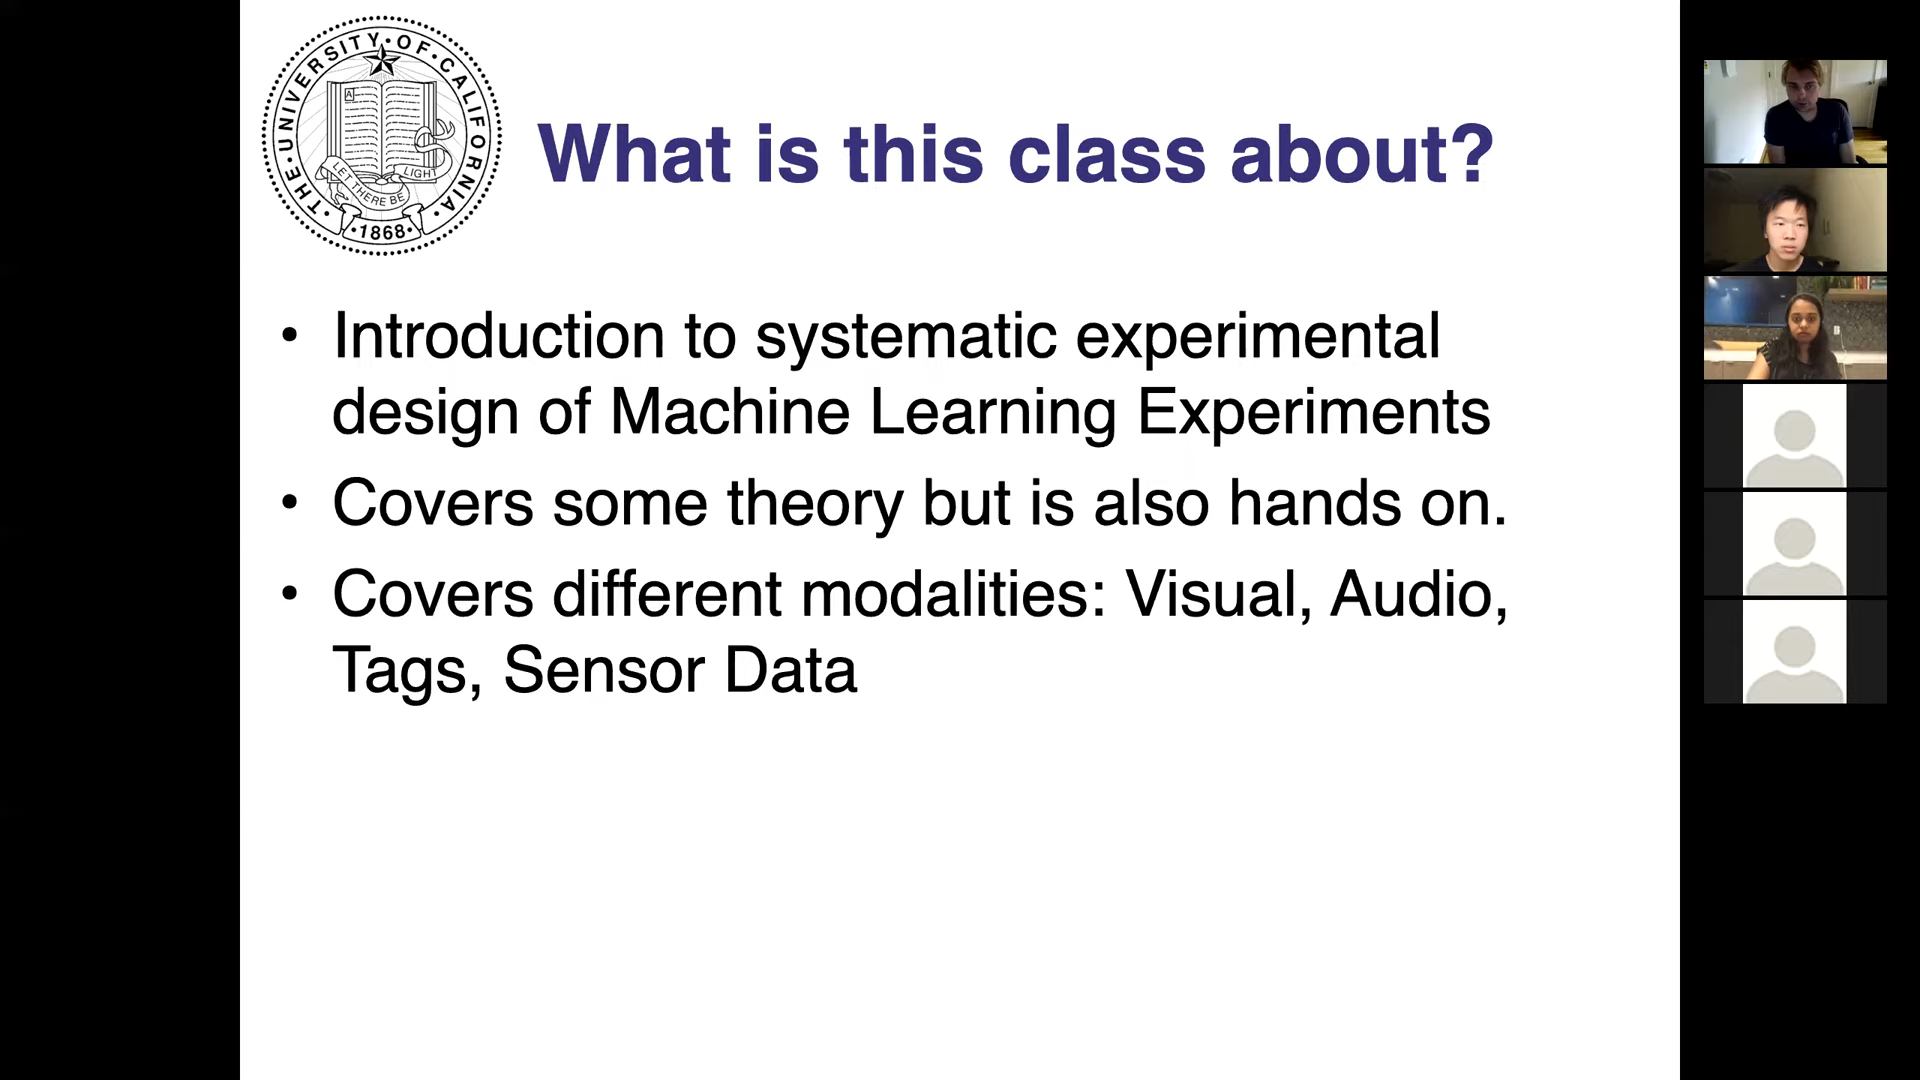 THE · UNIVERSITY · OF · CALIFORNIA ·
A
LET THERE BE LIGHT
·1868·
What is this class about?
• Introduction to systematic experimental
design of Machine Learning Experiments
• Covers some theory but is also hands on.
• Covers different modalities: Visual, Audio,
Tags, Sensor Data